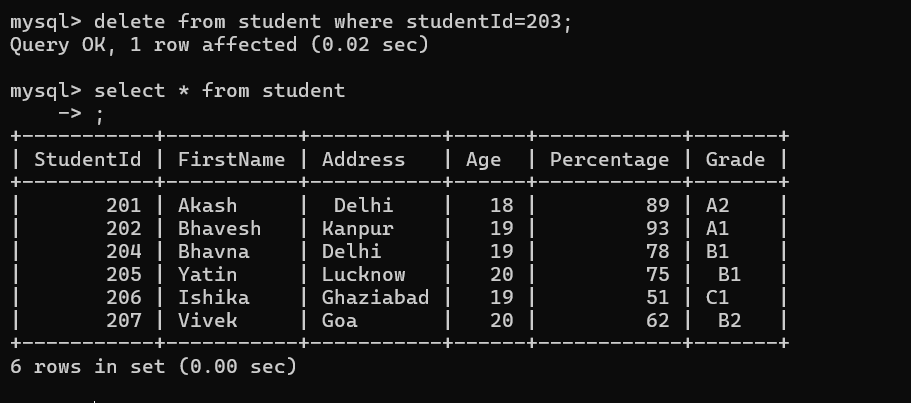 mysql> delete from student where studentId=203;
Query OK, 1 row affected (0.02 sec)

mysql> select * from student
    -> ;
+-----------+-----------+------------+------+------------+-------+
| StudentId | FirstName | Address    | Age  | Percentage | Grade |
+-----------+-----------+------------+------+------------+-------+
|       201 | Akash     |  Delhi     |   18 |         89 | A2    |
|       202 | Bhavesh   | Kanpur     |   19 |         93 | A1    |
|       204 | Bhavna    | Delhi      |   19 |         78 | B1    |
|       205 | Yatin     | Lucknow    |   20 |         75 |  B1   |
|       206 | Ishika    | Ghaziabad  |   19 |         51 | C1    |
|       207 | Vivek     | Goa        |   20 |         62 |  B2   |
+-----------+-----------+------------+------+------------+-------+
6 rows in set (0.00 sec)